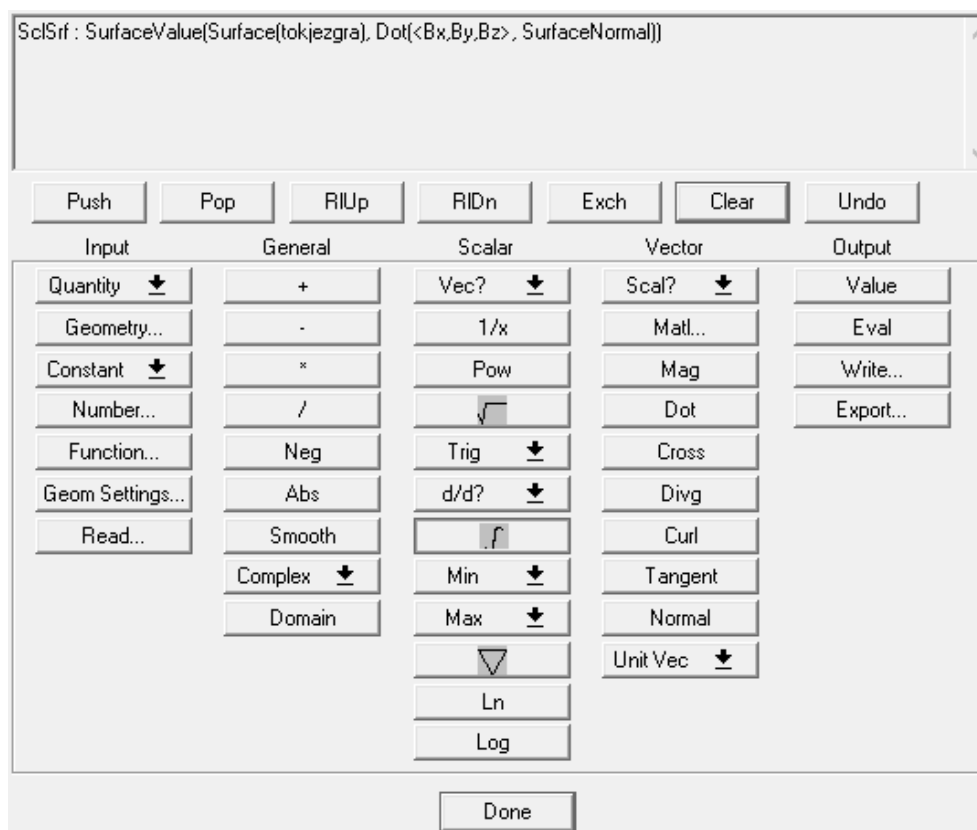 SclSrf : SurfaceValue(Surface(tokjezgra), Dot(<Bx,By,Bz>, SurfaceNormal))
Push Pop RlUp RlDn Exch Clear Undo
Input General Scalar Vector Output
Quantity + Vec? Scal? Value
Geometry... - 1/x Matl... Eval
Constant * Pow Mag Write...
Number... / √ Dot Export...
Function... Neg Trig Cross
Geom Settings... Abs d/d? Divg
Read... Smooth ∫ Curl
Complex Min Tangent
Domain Max Normal
▽ Unit Vec
Ln
Log
Done